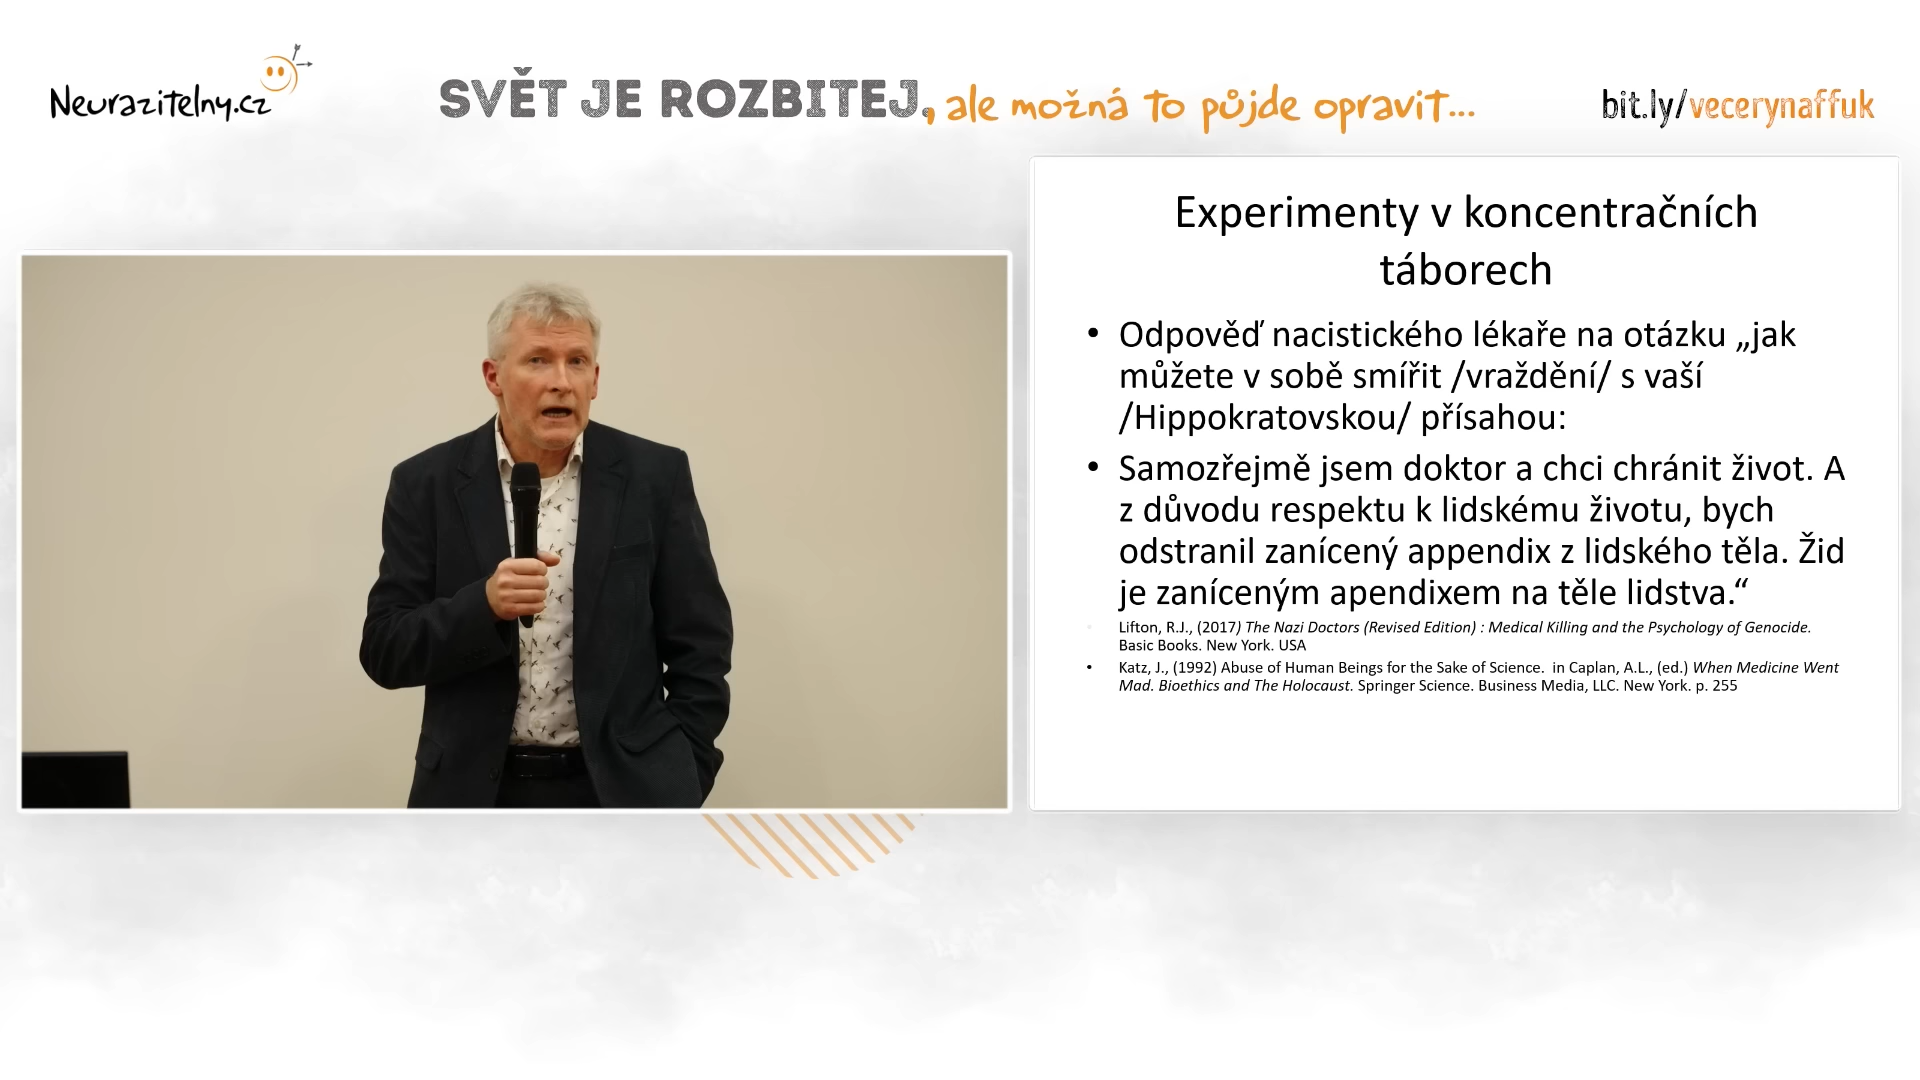 Neurazitelny.cz
SVĚT JE ROZBITEJ, ale možná to půjde opravit...
bit.ly/vecerynaffuk
Experimenty v koncentračních
táborech
• Odpověď nacistického lékaře na otázku „jak
můžete v sobě smířit /vraždění/ s vaší
/Hippokratovskou/ přísahou:
• Samozřejmě jsem doktor a chci chránit život. A
z důvodu respektu k lidskému životu, bych
odstranil zanícený appendix z lidského těla. Žid
je zaníceným apendixem na těle lidstva.“
• Lifton, R.J., (2017) The Nazi Doctors (Revised Edition) : Medical Killing and the Psychology of Genocide.
Basic Books. New York. USA
• Katz, J., (1992) Abuse of Human Beings for the Sake of Science. in Caplan, A.L., (ed.) When Medicine Went
Mad. Bioethics and The Holocaust. Springer Science. Business Media, LLC. New York. p. 255